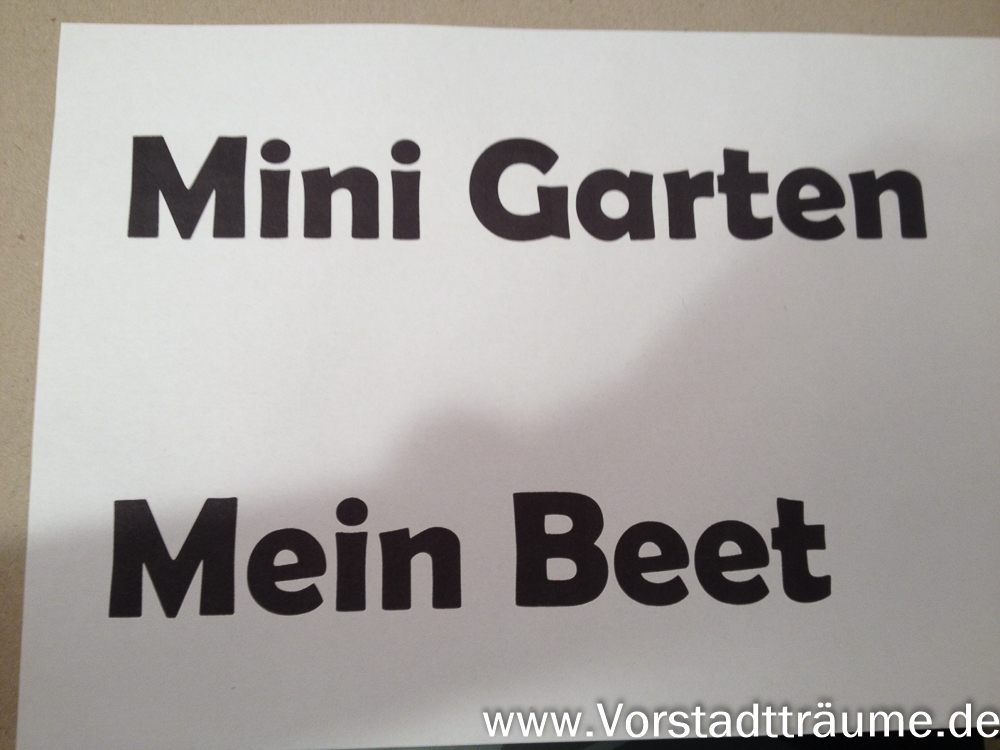 Mini Garten
Mein Beet
www.Vorstadtträume.de